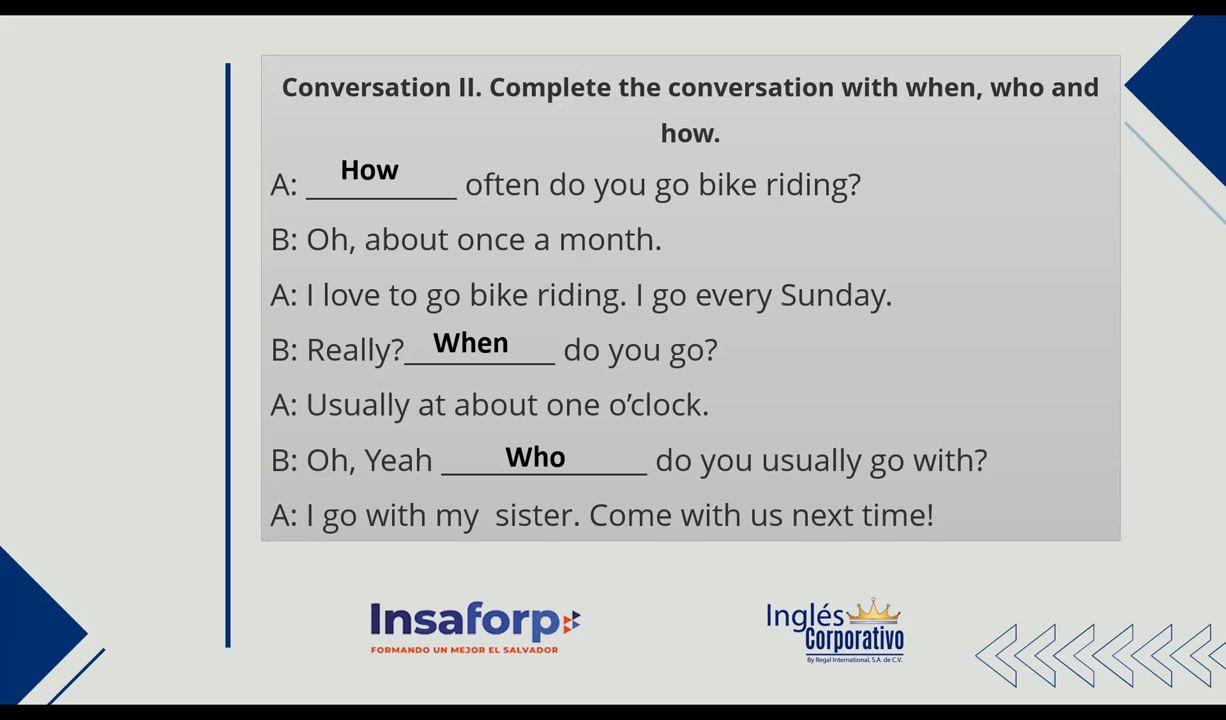 Conversation II. Complete the conversation with when, who and
how.
A: __________ How often do you go bike riding?
B: Oh, about once a month.
A: I love to go bike riding. I go every Sunday.
B: Really?__________ When do you go?
A: Usually at about one o’clock.
B: Oh, Yeah ______________ Who do you usually go with?
A: I go with my  sister. Come with us next time!
Insaforp
FORMANDO UN MEJOR EL SALVADOR
Inglés
Corporativo
By Regal International, S.A. de C.V.